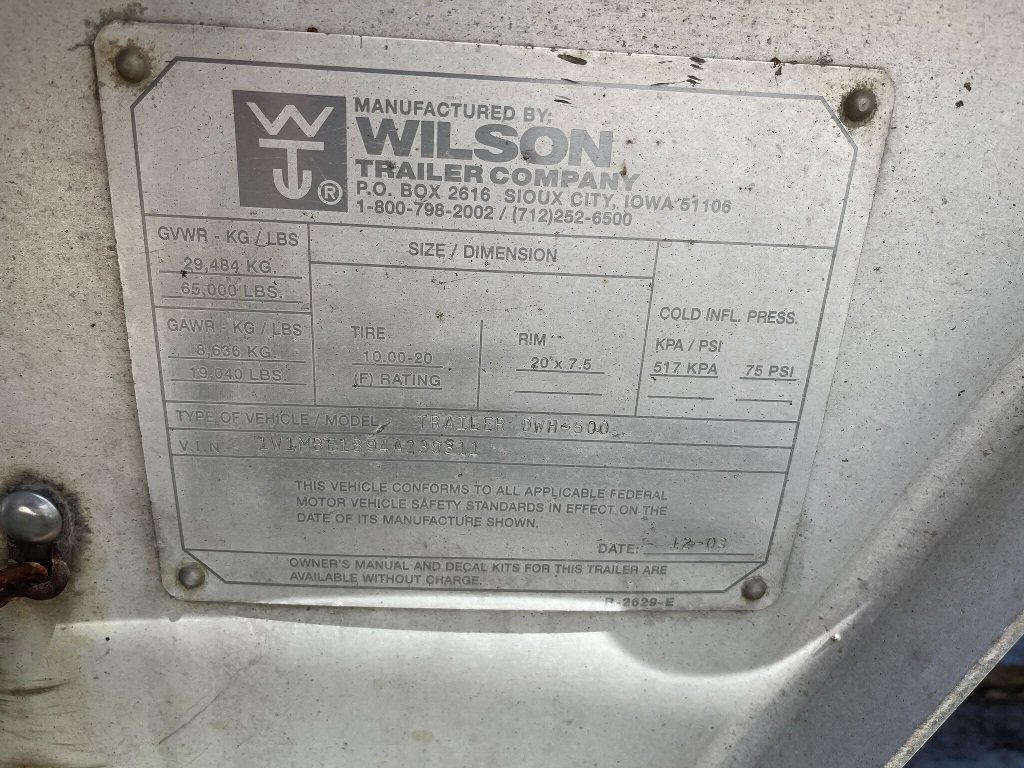 WT ®
MANUFACTURED BY:
WILSON
TRAILER COMPANY
P.O. BOX 2616 SIOUX CITY, IOWA 51106
1-800-798-2002 / (712)252-6500
GVWR - KG / LBS
29,484 KG.
65,000 LBS.
GAWR - KG / LBS
8,636 KG.
19,040 LBS.
SIZE / DIMENSION
TIRE
10.00-20
(F) RATING
RIM
20 x 7.5
COLD INFL. PRESS.
KPA / PSI
517 KPA 75 PSI
TYPE OF VEHICLE / MODEL TRAILER DWH-500
V.I.N.
THIS VEHICLE CONFORMS TO ALL APPLICABLE FEDERAL
MOTOR VEHICLE SAFETY STANDARDS IN EFFECT ON THE
DATE OF ITS MANUFACTURE SHOWN.
DATE: 12-03
OWNER'S MANUAL AND DECAL KITS FOR THIS TRAILER ARE
AVAILABLE WITHOUT CHARGE.
R-2629-E